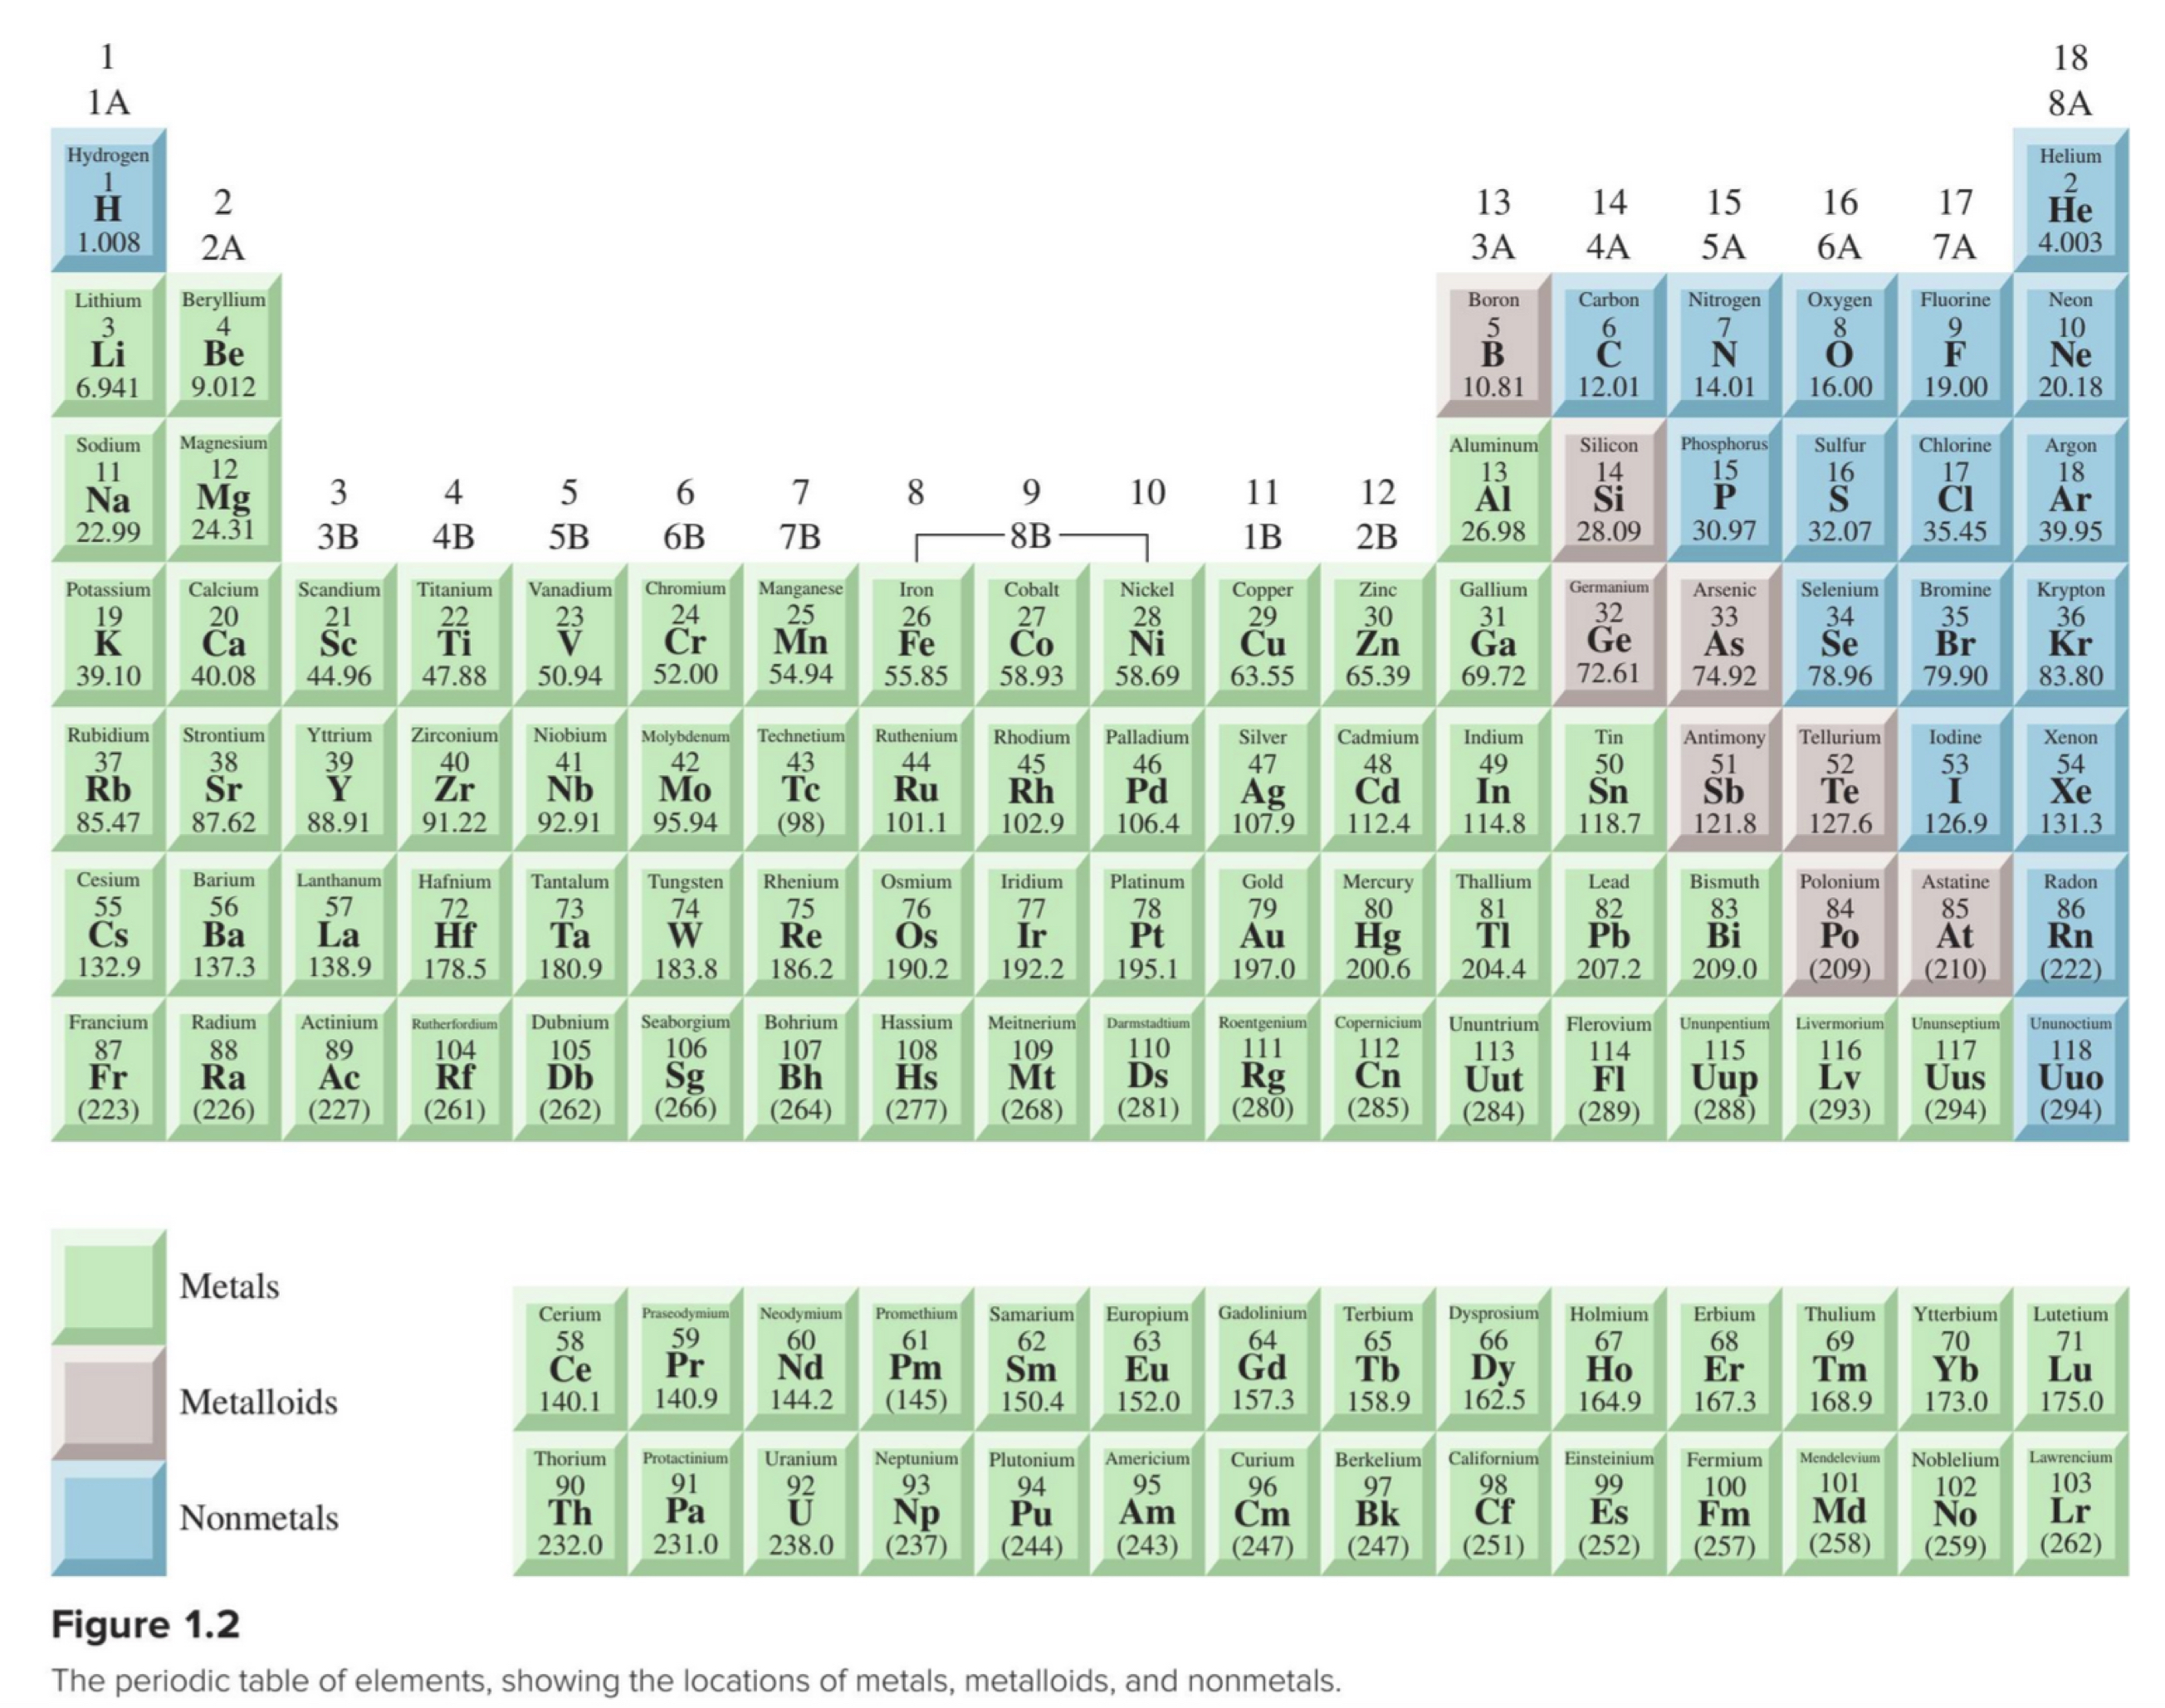 1 18
1A 8A
Hydrogen Helium
1 2
H 2 13 14 15 16 17 He
1.008 2A 3A 4A 5A 6A 7A 4.003
Lithium Beryllium Boron Carbon Nitrogen Oxygen Fluorine Neon
3 4 5 6 7 8 9 10
Li Be B C N O F Ne
6.941 9.012 10.81 12.01 14.01 16.00 19.00 20.18
Sodium Magnesium Aluminum Silicon Phosphorus Sulfur Chlorine Argon
11 12 13 14 15 16 17 18
Na Mg 3 4 5 6 7 8 9 10 11 12 Al Si P S Cl Ar
22.99 24.31 3B 4B 5B 6B 7B 8B 1B 2B 26.98 28.09 30.97 32.07 35.45 39.95
Potassium Calcium Scandium Titanium Vanadium Chromium Manganese Iron Cobalt Nickel Copper Zinc Gallium Germanium Arsenic Selenium Bromine Krypton
19 20 21 22 23 24 25 26 27 28 29 30 31 32 33 34 35 36
K Ca Sc Ti V Cr Mn Fe Co Ni Cu Zn Ga Ge As Se Br Kr
39.10 40.08 44.96 47.88 50.94 52.00 54.94 55.85 58.93 58.69 63.55 65.39 69.72 72.61 74.92 78.96 79.90 83.80
Rubidium Strontium Yttrium Zirconium Niobium Molybdenum Technetium Ruthenium Rhodium Palladium Silver Cadmium Indium Tin Antimony Tellurium Iodine Xenon
37 38 39 40 41 42 43 44 45 46 47 48 49 50 51 52 53 54
Rb Sr Y Zr Nb Mo Tc Ru Rh Pd Ag Cd In Sn Sb Te I Xe
85.47 87.62 88.91 91.22 92.91 95.94 (98) 101.1 102.9 106.4 107.9 112.4 114.8 118.7 121.8 127.6 126.9 131.3
Cesium Barium Lanthanum Hafnium Tantalum Tungsten Rhenium Osmium Iridium Platinum Gold Mercury Thallium Lead Bismuth Polonium Astatine Radon
55 56 57 72 73 74 75 76 77 78 79 80 81 82 83 84 85 86
Cs Ba La Hf Ta W Re Os Ir Pt Au Hg Tl Pb Bi Po At Rn
132.9 137.3 138.9 178.5 180.9 183.8 186.2 190.2 192.2 195.1 197.0 200.6 204.4 207.2 209.0 (209) (210) (222)
Francium Radium Actinium Rutherfordium Dubnium Seaborgium Bohrium Hassium Meitnerium Darmstadtium Roentgenium Copernicium Ununtrium Flerovium Ununpentium Livermorium Ununseptium Ununoctium
87 88 89 104 105 106 107 108 109 110 111 112 113 114 115 116 117 118
Fr Ra Ac Rf Db Sg Bh Hs Mt Ds Rg Cn Uut Fl Uup Lv Uus Uuo
(223) (226) (227) (261) (262) (266) (264) (277) (268) (281) (280) (285) (284) (289) (288) (293) (294) (294)
Metals
Metalloids
Nonmetals
Cerium Praseodymium Neodymium Promethium Samarium Europium Gadolinium Terbium Dysprosium Holmium Erbium Thulium Ytterbium Lutetium
58 59 60 61 62 63 64 65 66 67 68 69 70 71
Ce Pr Nd Pm Sm Eu Gd Tb Dy Ho Er Tm Yb Lu
140.1 140.9 144.2 (145) 150.4 152.0 157.3 158.9 162.5 164.9 167.3 168.9 173.0 175.0
Thorium Protactinium Uranium Neptunium Plutonium Americium Curium Berkelium Californium Einsteinium Fermium Mendelevium Noblelium Lawrencium
90 91 92 93 94 95 96 97 98 99 100 101 102 103
Th Pa U Np Pu Am Cm Bk Cf Es Fm Md No Lr
232.0 231.0 238.0 (237) (244) (243) (247) (247) (251) (252) (257) (258) (259) (262)
Figure 1.2
The periodic table of elements, showing the locations of metals, metalloids, and nonmetals.